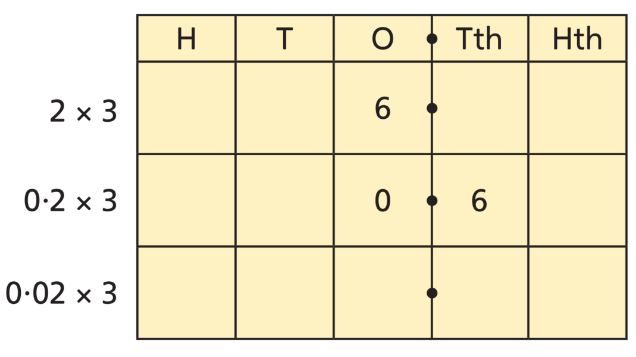 H T O • Tth Hth
2 × 3 6 •
0·2 × 3 0 • 6
0·02 × 3 •